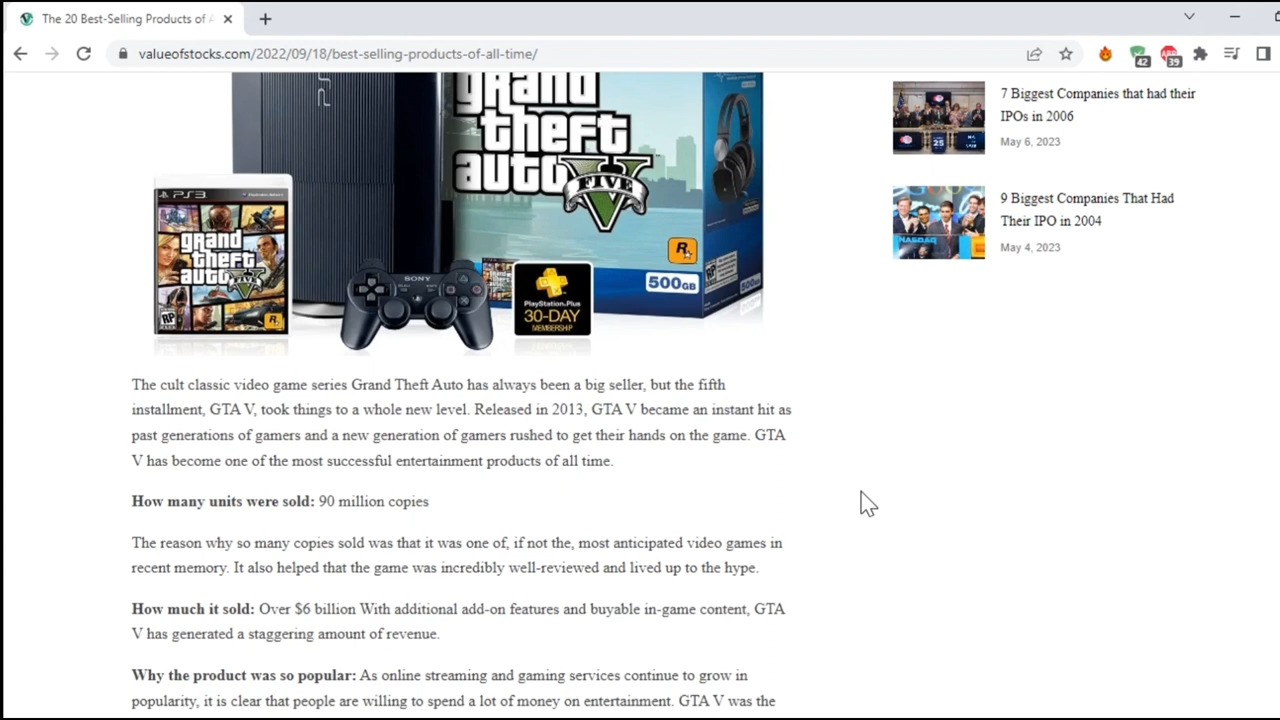 The 20 Best-Selling Products of A
valueofstocks.com/2022/09/18/best-selling-products-of-all-time/
42
39
grand
theft
auto
FIVE
PS3
grand
theft
auto
SONY
R
500GB
PlayStation.Plus
30-DAY
MEMBERSHIP
RP
R
7 Biggest Companies that had their
IPOs in 2006
May 6, 2023
25
9 Biggest Companies That Had
Their IPO in 2004
NASDAQ
May 4, 2023
The cult classic video game series Grand Theft Auto has always been a big seller, but the fifth
installment, GTA V, took things to a whole new level. Released in 2013, GTA V became an instant hit as
past generations of gamers and a new generation of gamers rushed to get their hands on the game. GTA
V has become one of the most successful entertainment products of all time.
How many units were sold: 90 million copies
The reason why so many copies sold was that it was one of, if not the, most anticipated video games in
recent memory. It also helped that the game was incredibly well-reviewed and lived up to the hype.
How much it sold: Over $6 billion With additional add-on features and buyable in-game content, GTA
V has generated a staggering amount of revenue.
Why the product was so popular: As online streaming and gaming services continue to grow in
popularity, it is clear that people are willing to spend a lot of money on entertainment. GTA V was the